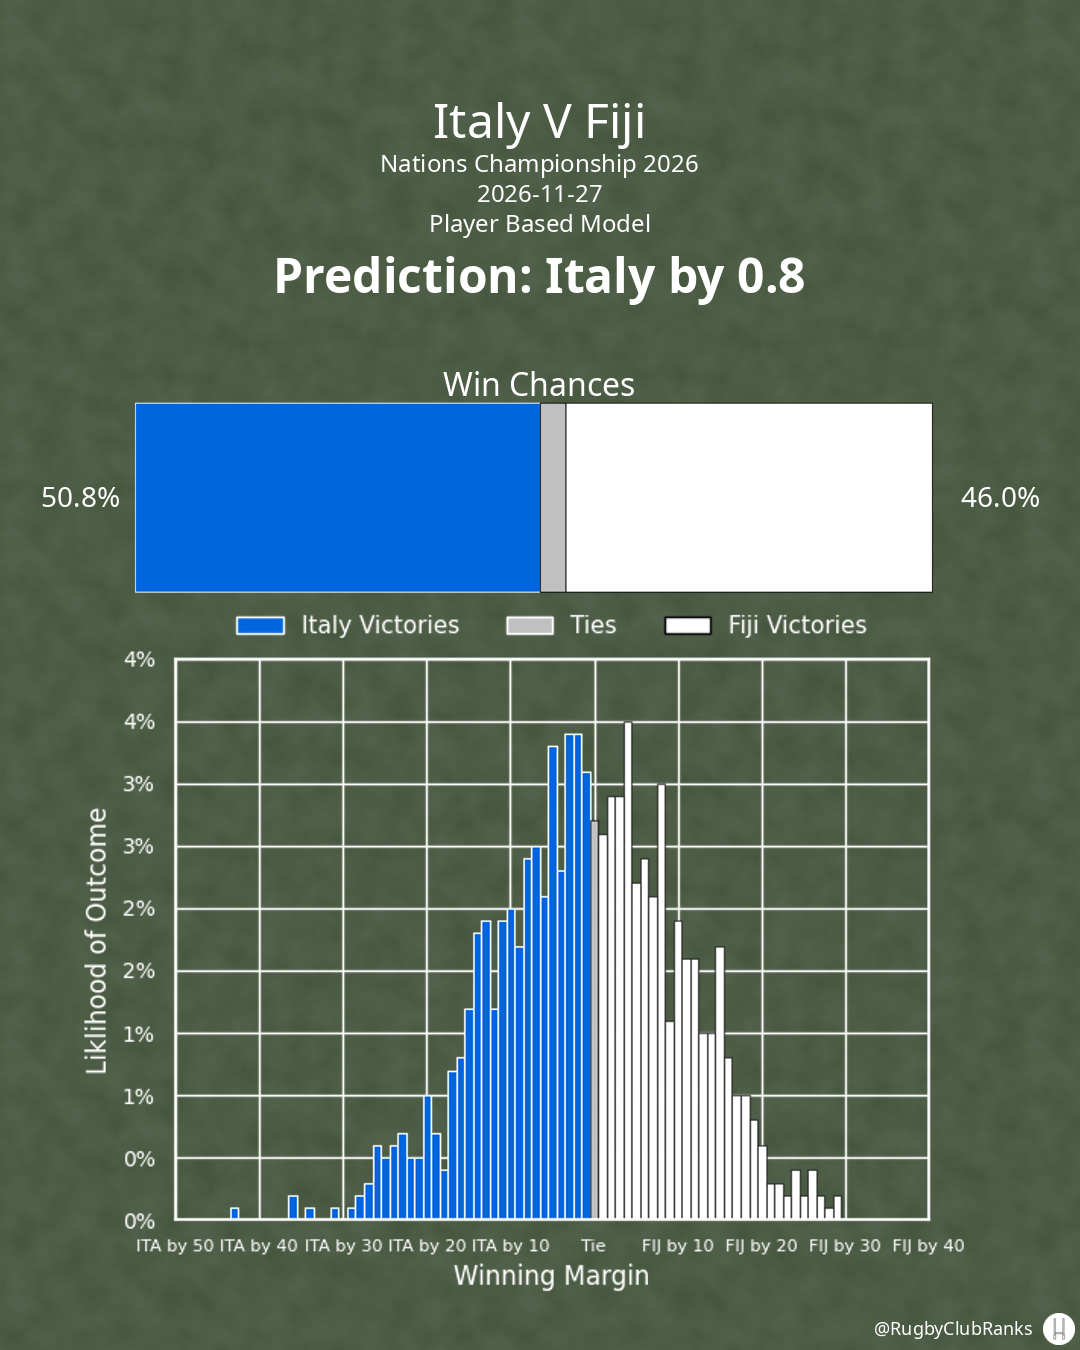 Italy V Fiji
Nations Championship 2026
2026-11-27
Player Based Model
Prediction: Italy by 0.8
Win Chances
50.8%
46.0%
Italy Victories
Ties
Fiji Victories
4%
4%
3%
3%
2%
2%
1%
1%
0%
0%
Liklihood of Outcome
ITA by 50 ITA by 40 ITA by 30 ITA by 20 ITA by 10 Tie FIJ by 10 FIJ by 20 FIJ by 30 FIJ by 40
Winning Margin
@RugbyClubRanks